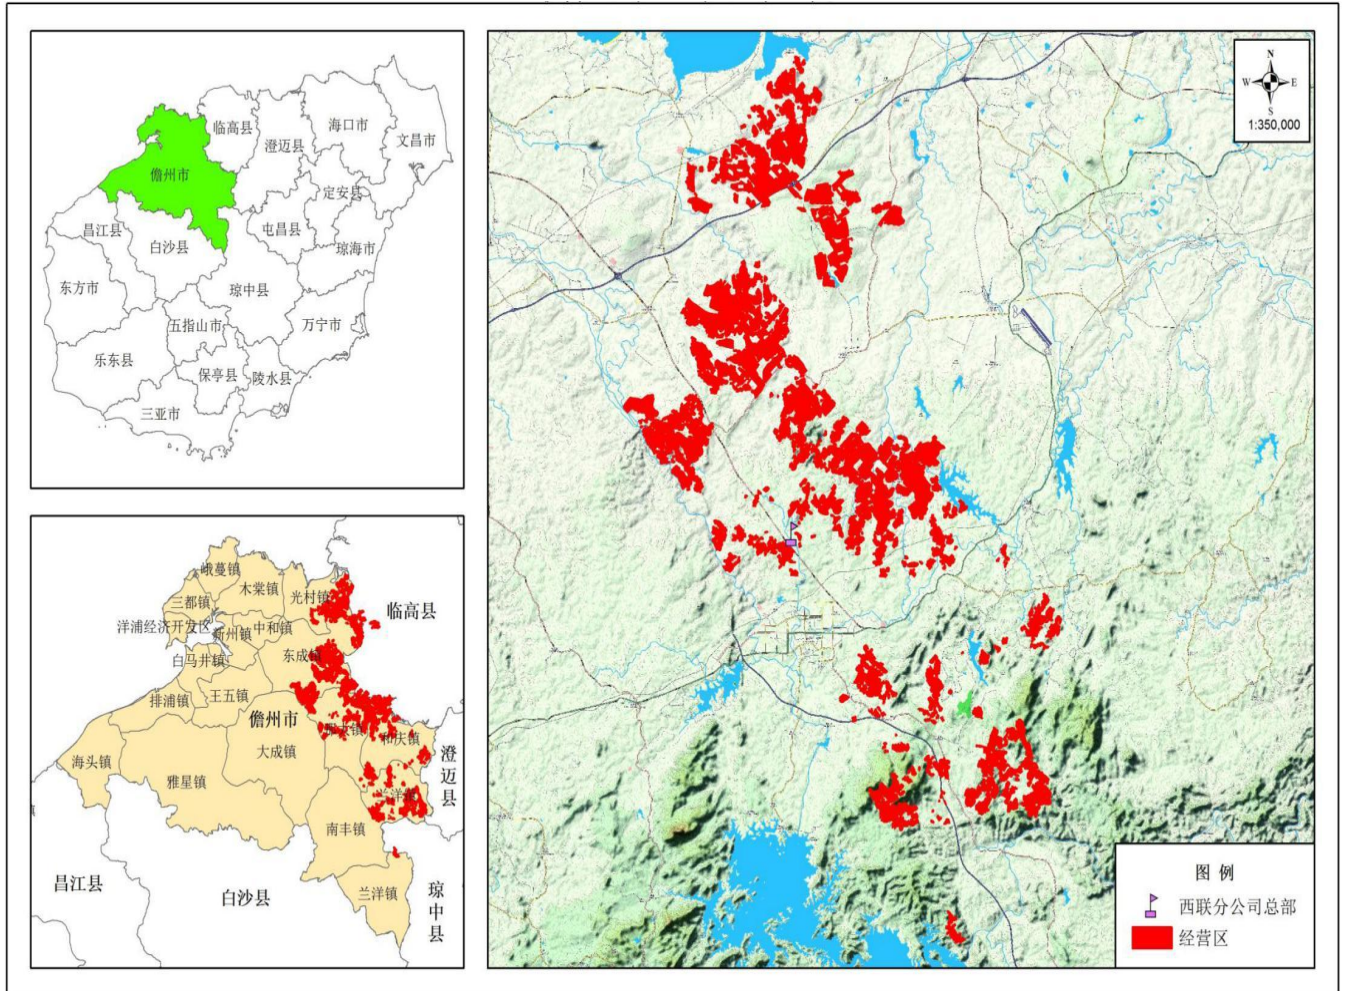 临高县
海口市
文昌市
澄迈县
儋州市
定安县
屯昌县
昌江县
白沙县
琼海市
东方市
琼中县
五指山市
万宁市
乐东县
保亭县
陵水县
三亚市
峨蔓镇
木棠镇
光村镇
三都镇
临高县
洋浦经济开发区
新州镇
中和镇
东成镇
白马井镇
排浦镇
王五镇
儋州市
和庆镇
大成镇
海头镇
雅星镇
澄迈县
南丰镇
昌江县
白沙县
兰洋镇
琼中县
N
W
E
S
1:350,000
图例
西联分公司总部
经营区